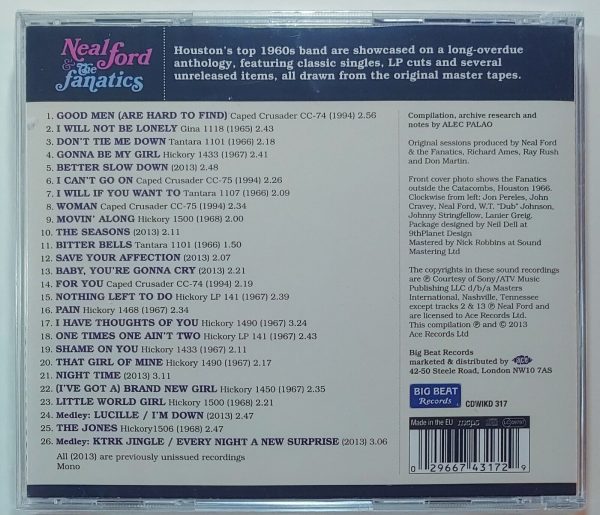 Neal Ford
& The
Fanatics
Houston's top 1960s band are showcased on a long-overdue
anthology, featuring classic singles, LP cuts and several
unreleased items, all drawn from the original master tapes.
1. GOOD MEN (ARE HARD TO FIND) Caped Crusader CC-74 (1994) 2.56
2. I WILL NOT BE LONELY Gina 1118 (1965) 2.43
3. DON'T TIE ME DOWN Tantara 1101 (1966) 2.18
4. GONNA BE MY GIRL Hickory 1433 (1967) 2.41
5. BETTER SLOW DOWN (2013) 2.48
6. I CAN'T GO ON Caped Crusader CC-75 (1994) 2.26
7. I WILL IF YOU WANT TO Tantara 1107 (1966) 2.09
8. WOMAN Caped Crusader CC-75 (1994) 2.34
9. MOVIN' ALONG Hickory 1500 (1968) 2.00
10. THE SEASONS (2013) 2.11
11. BITTER BELLS Tantara 1101 (1966) 1.50
12. SAVE YOUR AFFECTION (2013) 2.07
13. BABY, YOU'RE GONNA CRY (2013) 2.21
14. FOR YOU Caped Crusader CC-74 (1994) 2.19
15. NOTHING LEFT TO DO Hickory LP 141 (1967) 2.39
16. PAIN Hickory 1468 (1967) 2.34
17. I HAVE THOUGHTS OF YOU Hickory 1490 (1967) 3.24
18. ONE TIMES ONE AIN'T TWO Hickory LP 141 (1967) 2.43
19. SHAME ON YOU Hickory 1433 (1967) 2.11
20. THAT GIRL OF MINE Hickory 1490 (1967) 2.17
21. NIGHT TIME (2013) 3.11
22. (I'VE GOT A) BRAND NEW GIRL Hickory 1450 (1967) 2.35
23. LITTLE WORLD GIRL Hickory 1500 (1968) 2.21
24. Medley: LUCILLE / I'M DOWN (2013) 2.47
25. THE JONES Hickory1506 (1968) 2.47
26. Medley: KTRK JINGLE / EVERY NIGHT A NEW SURPRISE (2013) 3.06
All (2013) are previously unissued recordings
Mono
Compilation, archive research and
notes by ALEC PALAO
Original sessions produced by Neal Ford
& the Fanatics, Richard Ames, Ray Rush
and Don Martin.
Front cover photo shows the Fanatics
outside the Catacombs, Houston 1966.
Clockwise from left: Jon Pereles, John
Cravey, Neal Ford, W.T. "Dub" Johnson,
Johnny Stringfellow, Lanier Greig.
Package designed by Neil Dell at
9thPlanet Design
Mastered by Nick Robbins at Sound
Mastering Ltd
The copyrights in these sound recordings
are ℗ Courtesy of Sony/ATV Music
Publishing LLC d/b/a Masters
International, Nashville, Tennessee
except tracks 2 & 13 ℗ Neal Ford and
are licensed to Ace Records Ltd.
This compilation ℗ and © 2013
Ace Records Ltd
Big Beat Records
marketed & distributed by ACE
42-50 Steele Road, London NW10 7AS
BIG BEAT
Records
CDWIKD 317
Made in the EU mcps
0 29667 43172 9